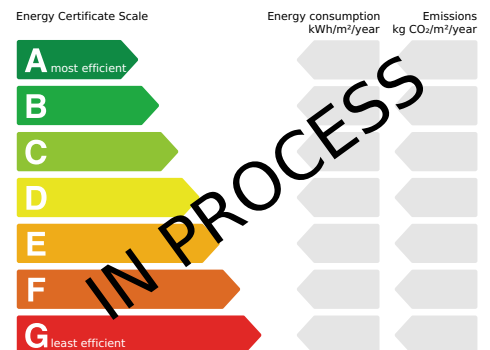 Energy Certificate Scale
Energy consumption
kWh/m²/year
Emissions
kg CO₂/m²/year
A most efficient
B
C
D
E
F
G least efficient
IN PROCESS